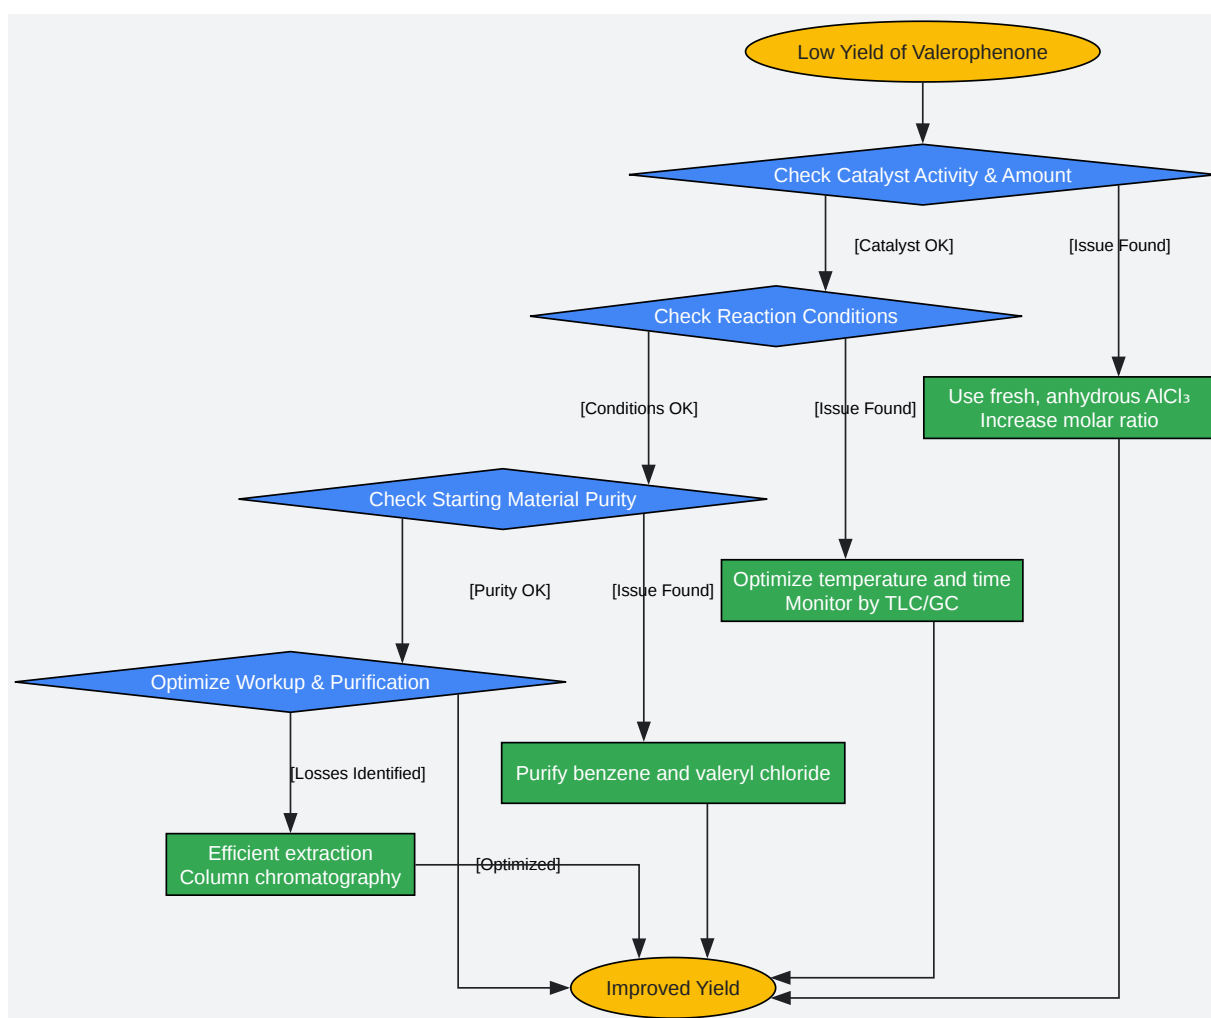 Low Yield of Valerophenone
Check Catalyst Activity & Amount
[Catalyst OK]
[Issue Found]
Check Reaction Conditions
Use fresh, anhydrous AlCl₃
Increase molar ratio
[Conditions OK]
[Issue Found]
Check Starting Material Purity
Optimize temperature and time
Monitor by TLC/GC
[Purity OK]
[Issue Found]
Optimize Workup & Purification
Purify benzene and valeryl chloride
[Losses Identified]
Efficient extraction
Column chromatography
[Optimized]
Improved Yield